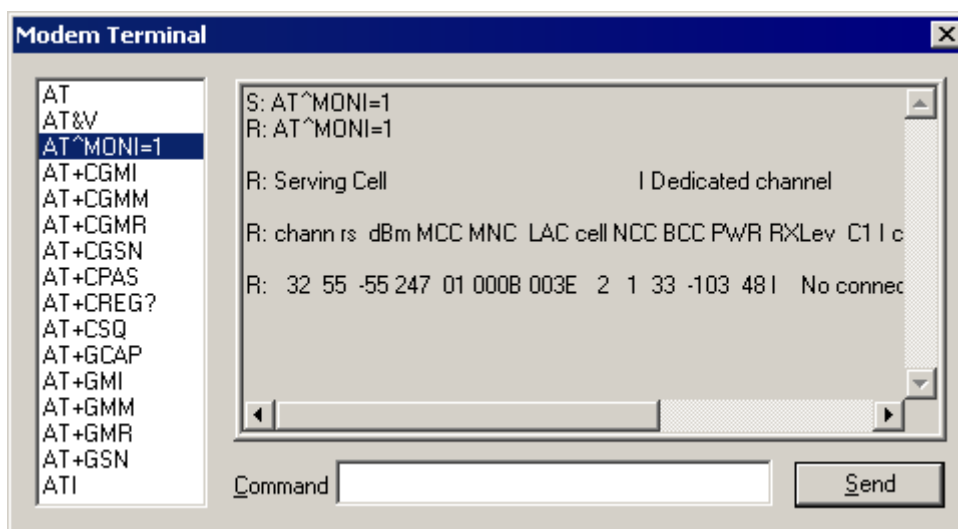 Modem Terminal
AT
AT&V
AT^MONI=1
AT+CGMI
AT+CGMM
AT+CGMR
AT+CGSN
AT+CPAS
AT+CREG?
AT+CSQ
AT+GCAP
AT+GMI
AT+GMM
AT+GMR
AT+GSN
ATI
S: AT^MONI=1
R: AT^MONI=1
R: Serving Cell I Dedicated channel
R: chann rs dBm MCC MNC LAC cell NCC BCC PWR RXLev C1 I c
R: 32 55 -55 247 01 000B 003E 2 1 33 -103 48 I No connec
Command
Send